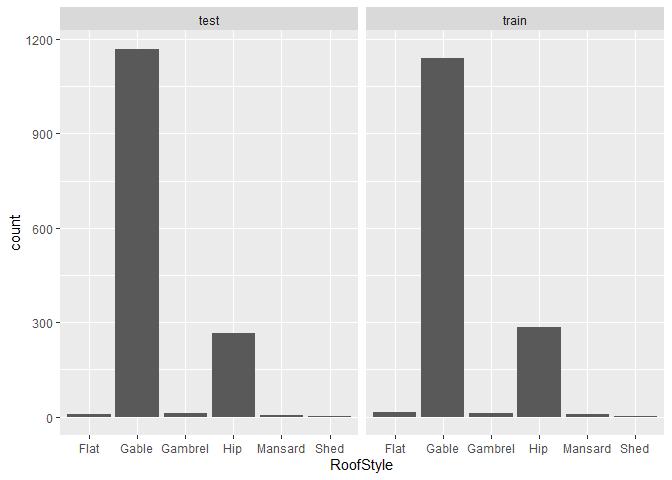 test train
1200
900
600
300
0
count
Flat Gable Gambrel Hip Mansard Shed Flat Gable Gambrel Hip Mansard Shed
RoofStyle